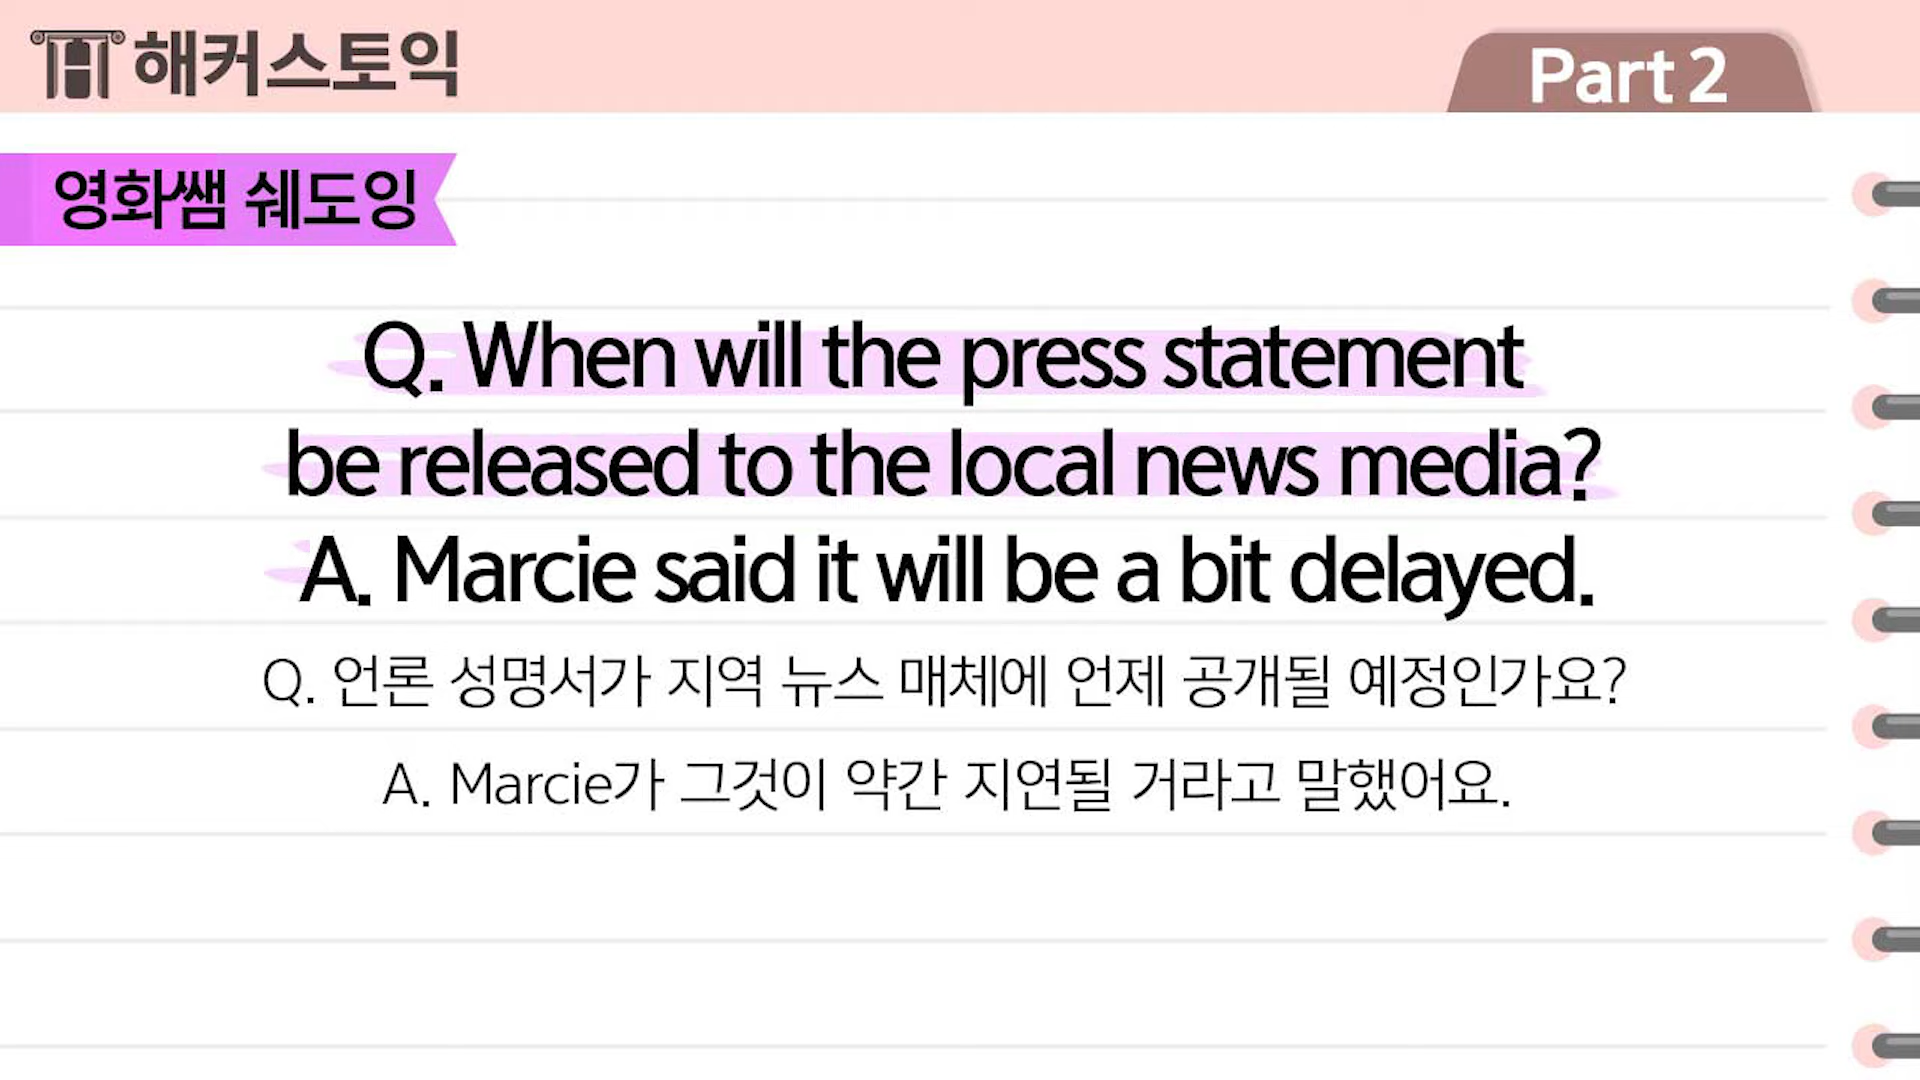 해커스토익
Part 2
영화쌤 쉐도잉
Q. When will the press statement
be released to the local news media?
A. Marcie said it will be a bit delayed.
Q. 언론 성명서가 지역 뉴스 매체에 언제 공개될 예정인가요?
A. Marcie가 그것이 약간 지연될 거라고 말했어요.